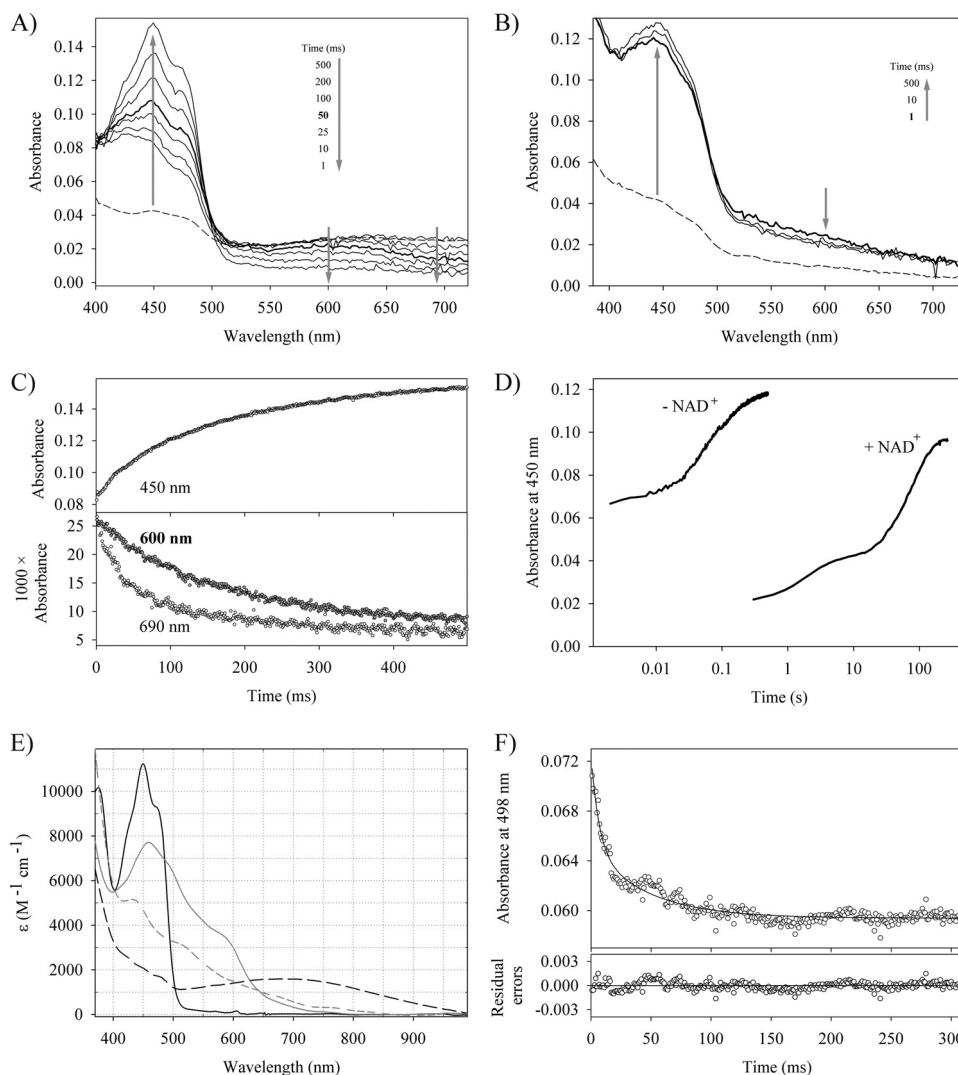 A)
Absorbance
0.14
0.12
0.10
0.08
0.06
0.04
0.02
0.00
Time (ms)
500
200
100
50
25
10
1
400 450 500 550 600 650 700
Wavelength (nm)
B)
Absorbance
0.12
0.10
0.08
0.06
0.04
0.02
0.00
Time (ms)
500
10
1
400 450 500 550 600 650 700
Wavelength (nm)
C)
Absorbance
0.14
0.12
0.10
0.08
450 nm
1000 ×
Absorbance
25
20
15
10
5
600 nm
690 nm
0 100 200 300 400
Time (ms)
D)
Absorbance at 450 nm
0.12
0.10
0.08
0.06
0.04
0.02
0.00
- NAD+
+ NAD+
0.01 0.1 1 10 100
Time (s)
E)
ε (M-1 cm-1)
10000
8000
6000
4000
2000
0
400 500 600 700 800 900
Wavelength (nm)
F)
Absorbance at 498 nm
0.072
0.068
0.064
0.060
Residual
errors
0.003
0.000
-0.003
0 50 100 150 200 250 300
Time (ms)